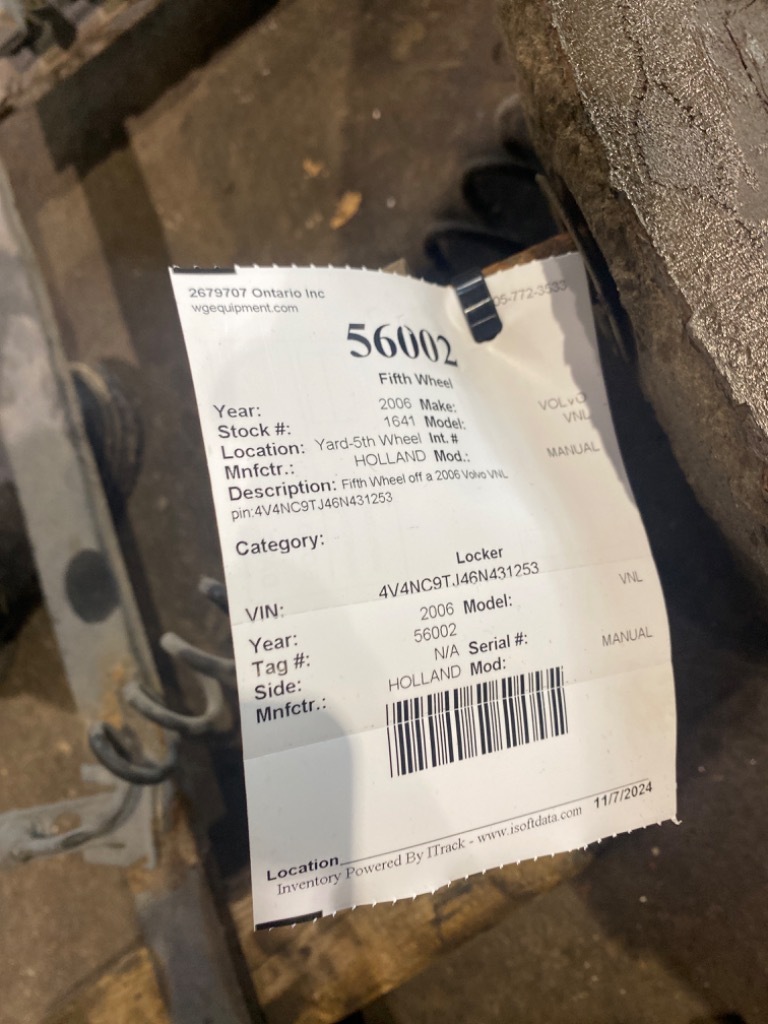 2679707 Ontario Inc
wgequipment.com
05-772-3533
56002
Fifth Wheel
Year: 2006 Make: VOLVO
Stock #: 1641 Model: VNL
Location: Yard-5th Wheel Int.#
Mnfctr.: HOLLAND Mod.: MANUAL
Description: Fifth Wheel off a 2006 Volvo VNL
pin:4V4NC9TJ46N431253
Category:
Locker
VIN: 4V4NC9TJ46N431253
Year: 2006 Model: VNL
Tag #: 56002
Side: N/A Serial #:
Mnfctr.: HOLLAND Mod: MANUAL
Location
Inventory Powered By ITrack - www.isoftdata.com 11/7/2024